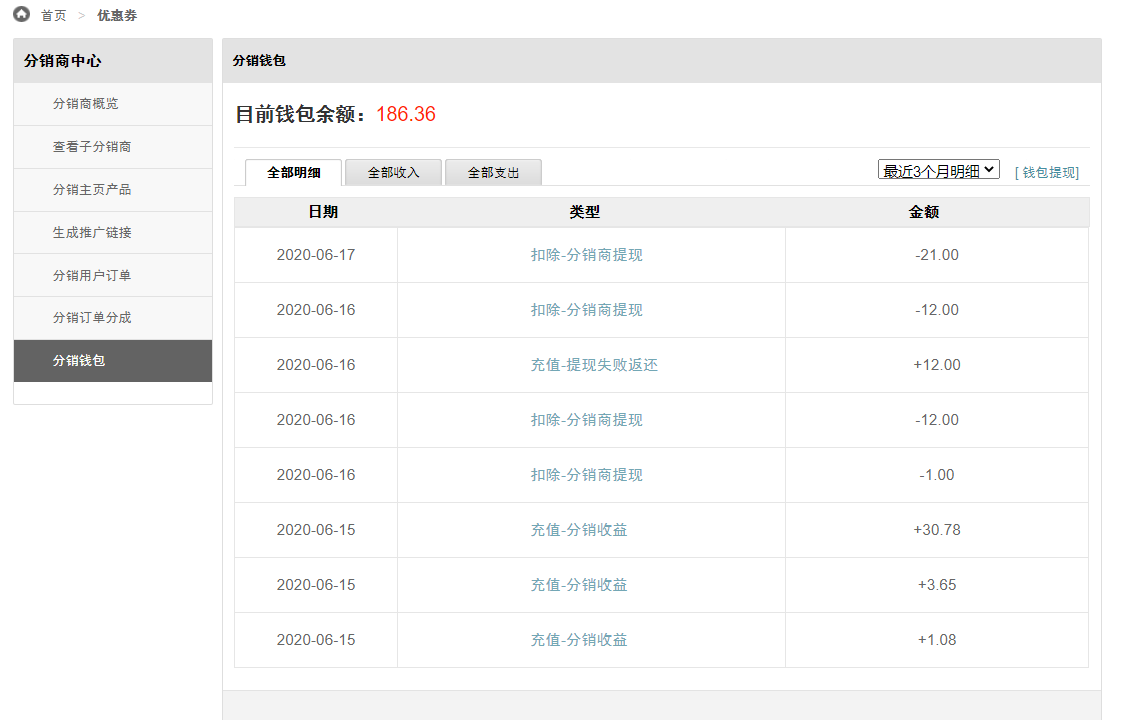 首页 > 优惠券
分销商中心
分销商概览
查看子分销商
分销主页产品
生成推广链接
分销用户订单
分销订单分成
分销钱包
分销钱包
目前钱包余额：186.36
全部明细 全部收入 全部支出 最近3个月明细 [ 钱包提现]
日期 类型 金额
2020-06-17 扣除-分销商提现 -21.00
2020-06-16 扣除-分销商提现 -12.00
2020-06-16 充值-提现失败返还 +12.00
2020-06-16 扣除-分销商提现 -12.00
2020-06-16 扣除-分销商提现 -1.00
2020-06-15 充值-分销收益 +30.78
2020-06-15 充值-分销收益 +3.65
2020-06-15 充值-分销收益 +1.08